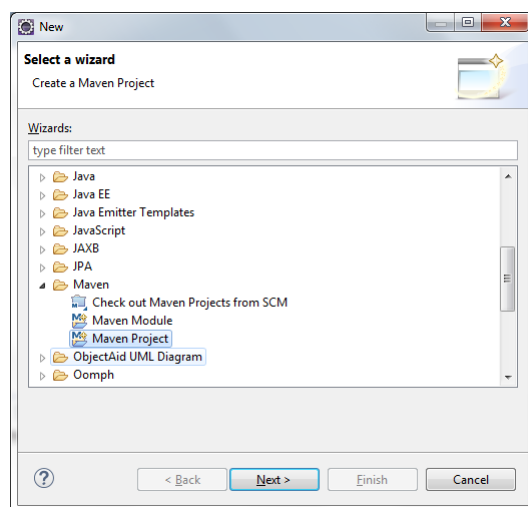 New
Select a wizard
Create a Maven Project
Wizards:
type filter text
Java
Java EE
Java Emitter Templates
JavaScript
JAXB
JPA
Maven
Check out Maven Projects from SCM
Maven Module
Maven Project
ObjectAid UML Diagram
Oomph
? < Back Next > Finish Cancel